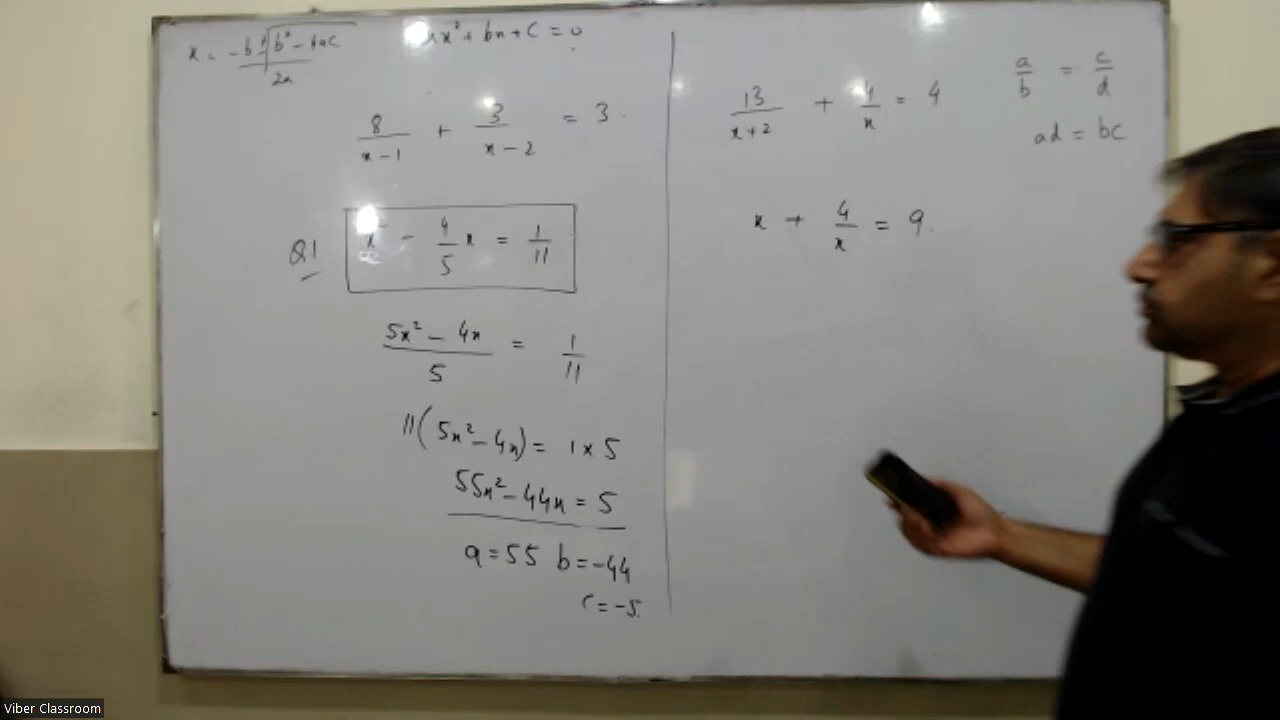 x = -b ± √b² - 4ac / 2a
ax² + bx + c = 0
8/x-1 + 3/x-2 = 3
Q1 x² - 4/5 x = 1/11
5x² - 4x / 5 = 1/11
11(5x² - 4x) = 1 × 5
55x² - 44x = 5
a = 55 b = -44
c = -5
13/x+2 + 4/x = 4
x + 4/x = 9
a/b = c/d
ad = bc
Viber Classroom